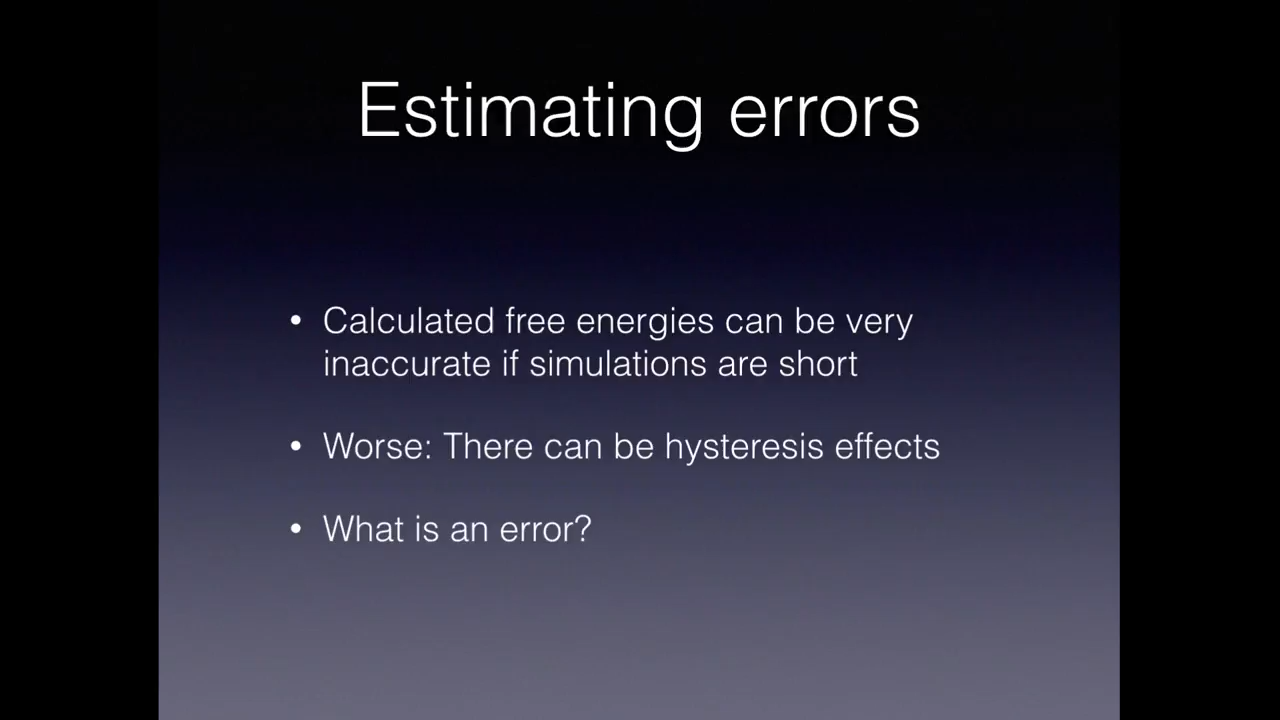 Estimating errors
• Calculated free energies can be very
inaccurate if simulations are short
• Worse: There can be hysteresis effects
• What is an error?